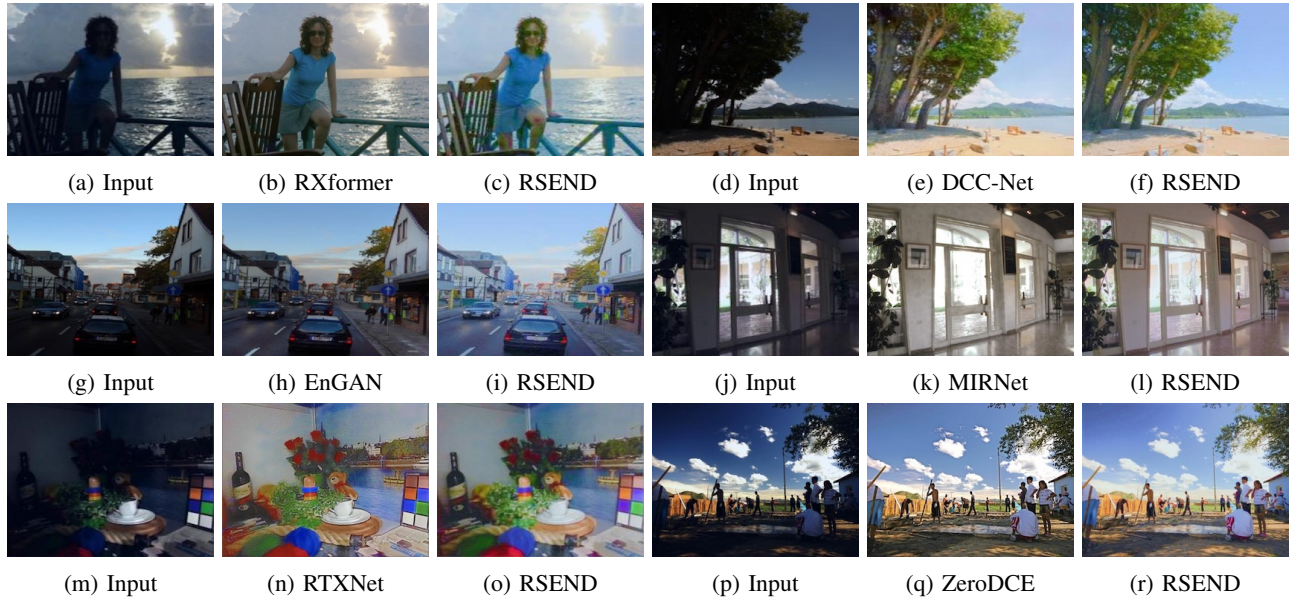 (a) Input (b) RXformer (c) RSEND (d) Input (e) DCC-Net (f) RSEND
(g) Input (h) EnGAN (i) RSEND (j) Input (k) MIRNet (l) RSEND
(m) Input (n) RTXNet (o) RSEND (p) Input (q) ZeroDCE (r) RSEND